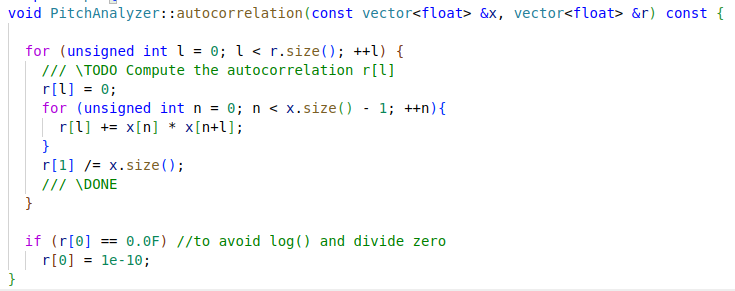 void PitchAnalyzer::autocorrelation(const vector<float> &x, vector<float> &r) const {
for (unsigned int l = 0; l < r.size(); ++l) {
/// \TODO Compute the autocorrelation r[l]
r[l] = 0;
for (unsigned int n = 0; n < x.size() - 1; ++n){
r[l] += x[n] * x[n+l];
}
r[1] /= x.size();
/// \DONE
}
if (r[0] == 0.0F) //to avoid log() and divide zero
r[0] = 1e-10;
}